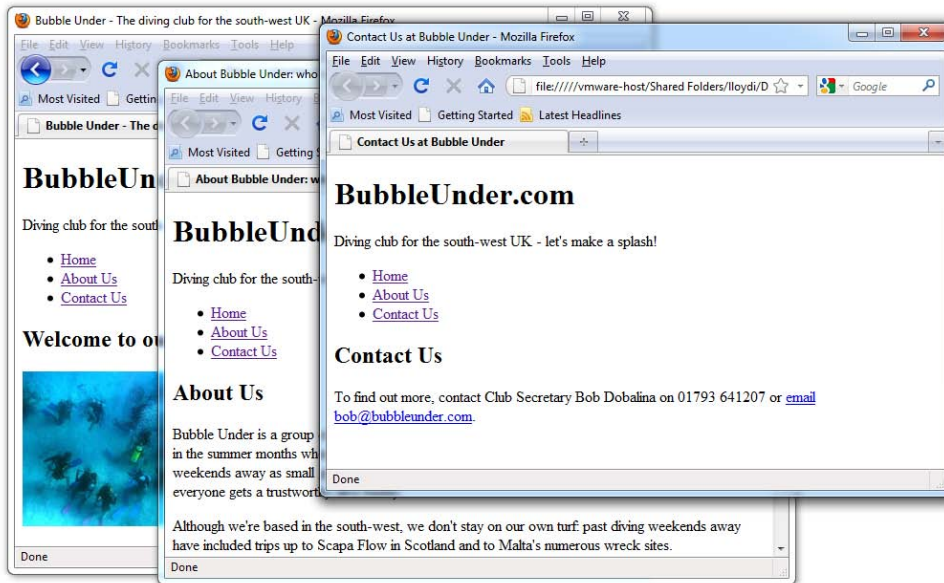 Bubble Under - The diving club for the south-west UK - Mozilla Firefox
File Edit View History Bookmarks Tools Help
Most Visited
Bubble Under - The
BubbleUn
Diving club for the
Home
About Us
Contact Us
Welcome to
Done
About Bubble Under:
File Edit View History
Most Visited Getting
About Bubble Under:
BubbleUnd
Diving club for the south-
Home
About Us
Contact Us
About Us
Bubble Under is a group
in the summer months
weekends away as small
everyone gets a
Although we're based in the south-west, we don't stay on our own turf: past diving weekends away
have included trips up to Scapa Flow in Scotland and to Malta's numerous wreck sites.
Done
Contact Us at Bubble Under - Mozilla Firefox
File Edit View History Bookmarks Tools Help
file://///vmware-host/Shared Folders/lloydi/D
Google
Most Visited Getting Started Latest Headlines
Contact Us at Bubble Under
BubbleUnder.com
Diving club for the south-west UK - let's make a splash!
Home
About Us
Contact Us
Contact Us
To find out more, contact Club Secretary Bob Dobalina on 01793 641207 or email
bob@bubbleunder.com.
Done